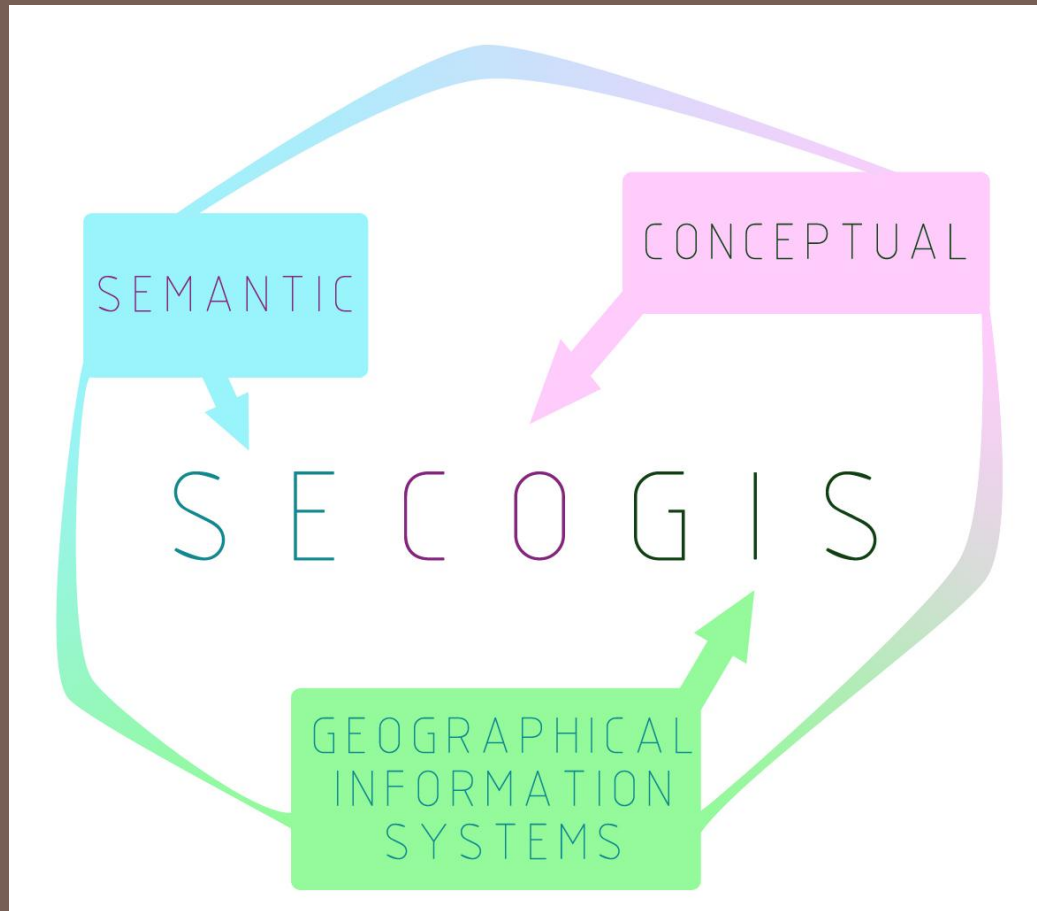 SEMANTIC
CONCEPTUAL
SECOGIS
GEOGRAPHICAL
INFORMATION
SYSTEMS